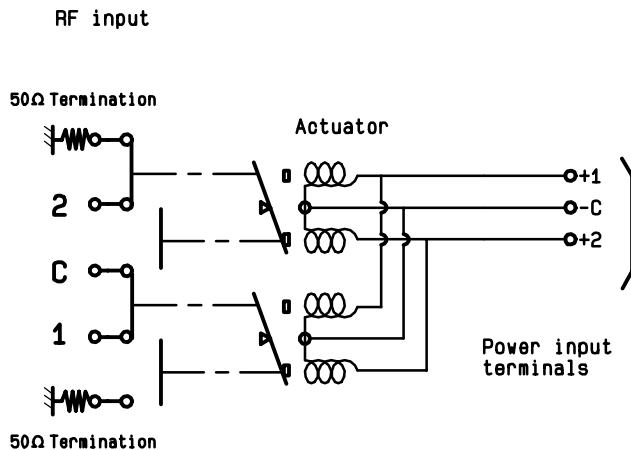 RF input
50Ω Termination
Actuator
+1
2
-C
+2
C
1
Power input
terminals
50Ω Termination